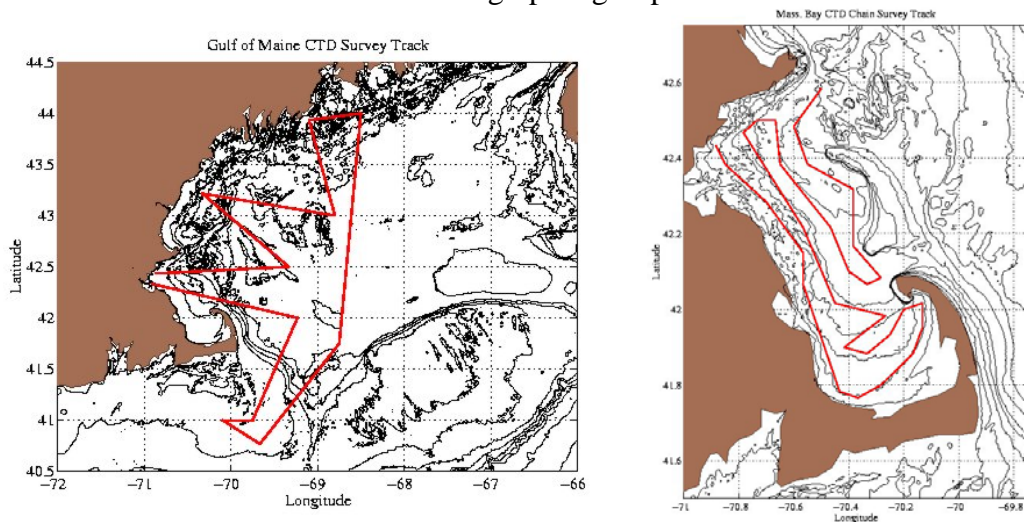 Gulf of Maine CTD Survey Track
44.5
44
43.5
43
42.5
42
41.5
41
40.5
Latitude
−72 −71 −70 −69 −68 −67 −66
Longitude
Mass. Bay CTD Chain Survey Track
42.6
42.4
42.2
42
41.8
41.6
Latitude
−71 −70.8 −70.6 −70.4 −70.2 −70 −69.8
Longitude